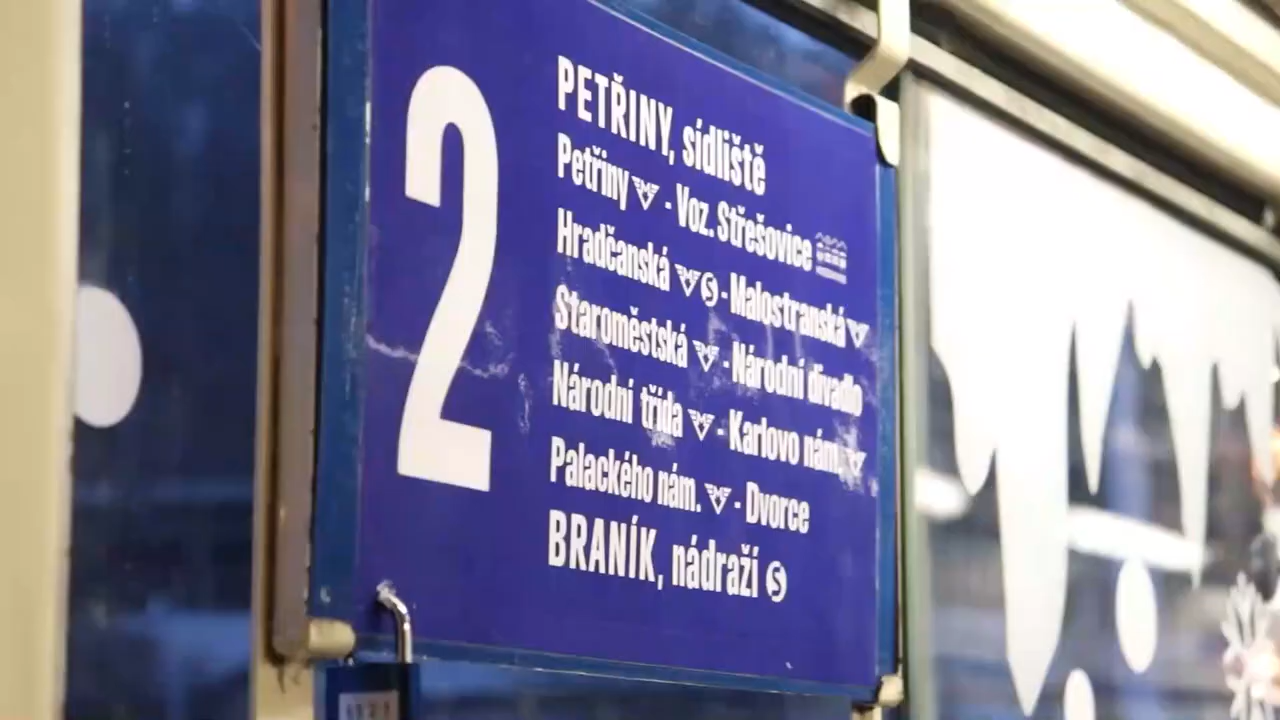 2
PETŘINY, sídliště
Petřiny - Voz. Střešovice
Hradčanská S - Malostranská
Staroměstská - Národní divadlo
Národní třída - Karlovo nám.
Palackého nám. - Dvorce
BRANÍK, nádraží S